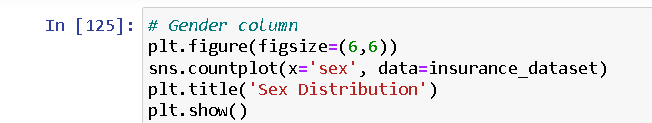 In [125]: # Gender column
plt.figure(figsize=(6,6))
sns.countplot(x='sex', data=insurance_dataset)
plt.title('Sex Distribution')
plt.show()